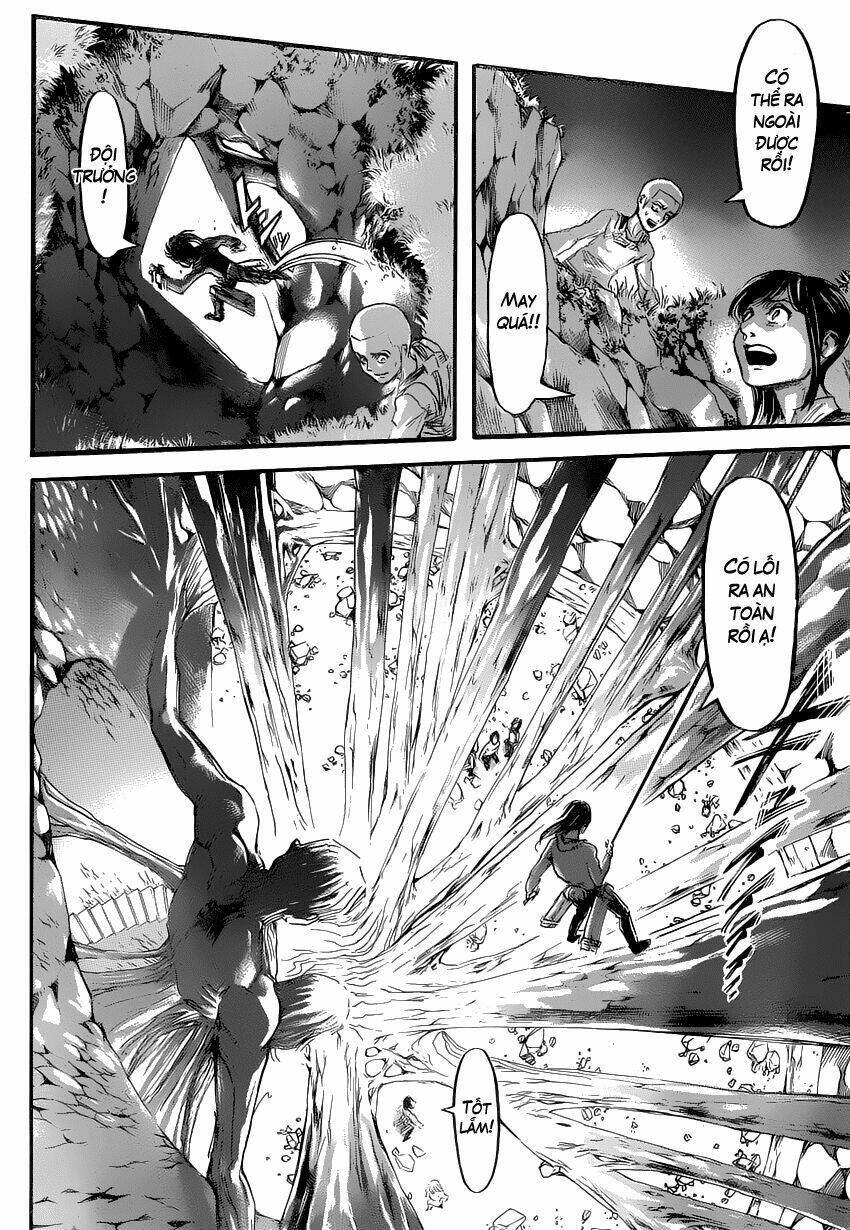 CÓ
THỂ RA
NGOÀI
ĐƯỢC
RỒI!
MAY
QUÁ!!
ĐỘI
TRƯỞNG
!
CÓ LỐI
RA AN
TOÀN
RỒI Ạ!
TỐT
LẮM!